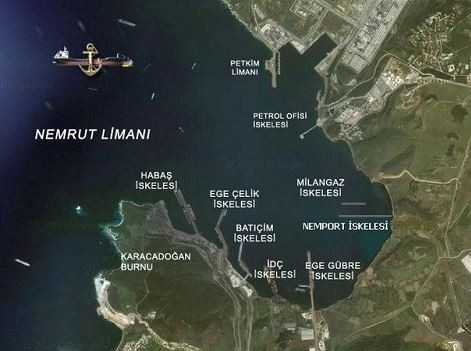 PETKİM
LİMANI
PETROL OFİSİ
İSKELESİ
NEMRUT LİMANI
HABAŞ
İSKELESİ
EGE ÇELİK
İSKELESİ
MİLANGAZ
İSKELESİ
NEMPORT İSKELESİ
BATIÇİM
İSKELESİ
KARACADOĞAN
BURNU
İDÇ
İSKELESİ
EGE GÜBRE
İSKELESİ